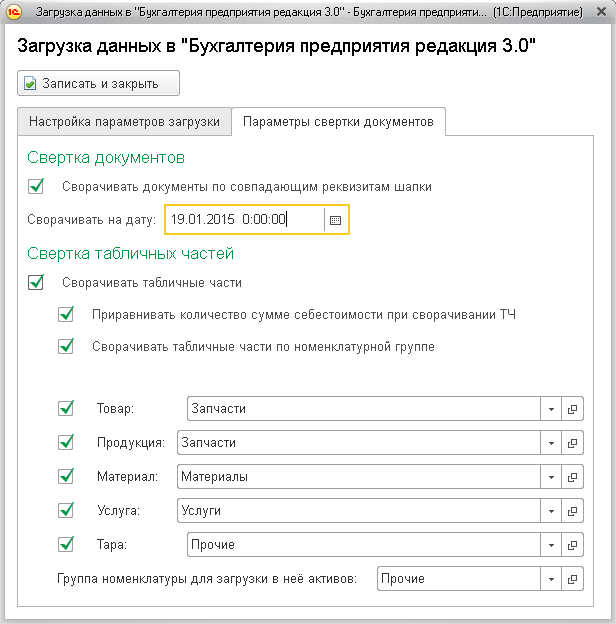 Загрузка данных в "Бухгалтерия предприятия редакция 3.0" - Бухгалтерия предприяти... (1С:Предприятие)
Загрузка данных в "Бухгалтерия предприятия редакция 3.0"
Записать и закрыть
Настройка параметров загрузки Параметры свертки документов
Свертка документов
Сворачивать документы по совпадающим реквизитам шапки
Сворачивать на дату: 19.01.2015 0:00:00
Свертка табличных частей
Сворачивать табличные части
Приравнивать количество сумме себестоимости при сворачивании ТЧ
Сворачивать табличные части по номенклатурной группе
Товар: Запчасти
Продукция: Запчасти
Материал: Материалы
Услуга: Услуги
Тара: Прочие
Группа номенклатуры для загрузки в неё активов: Прочие